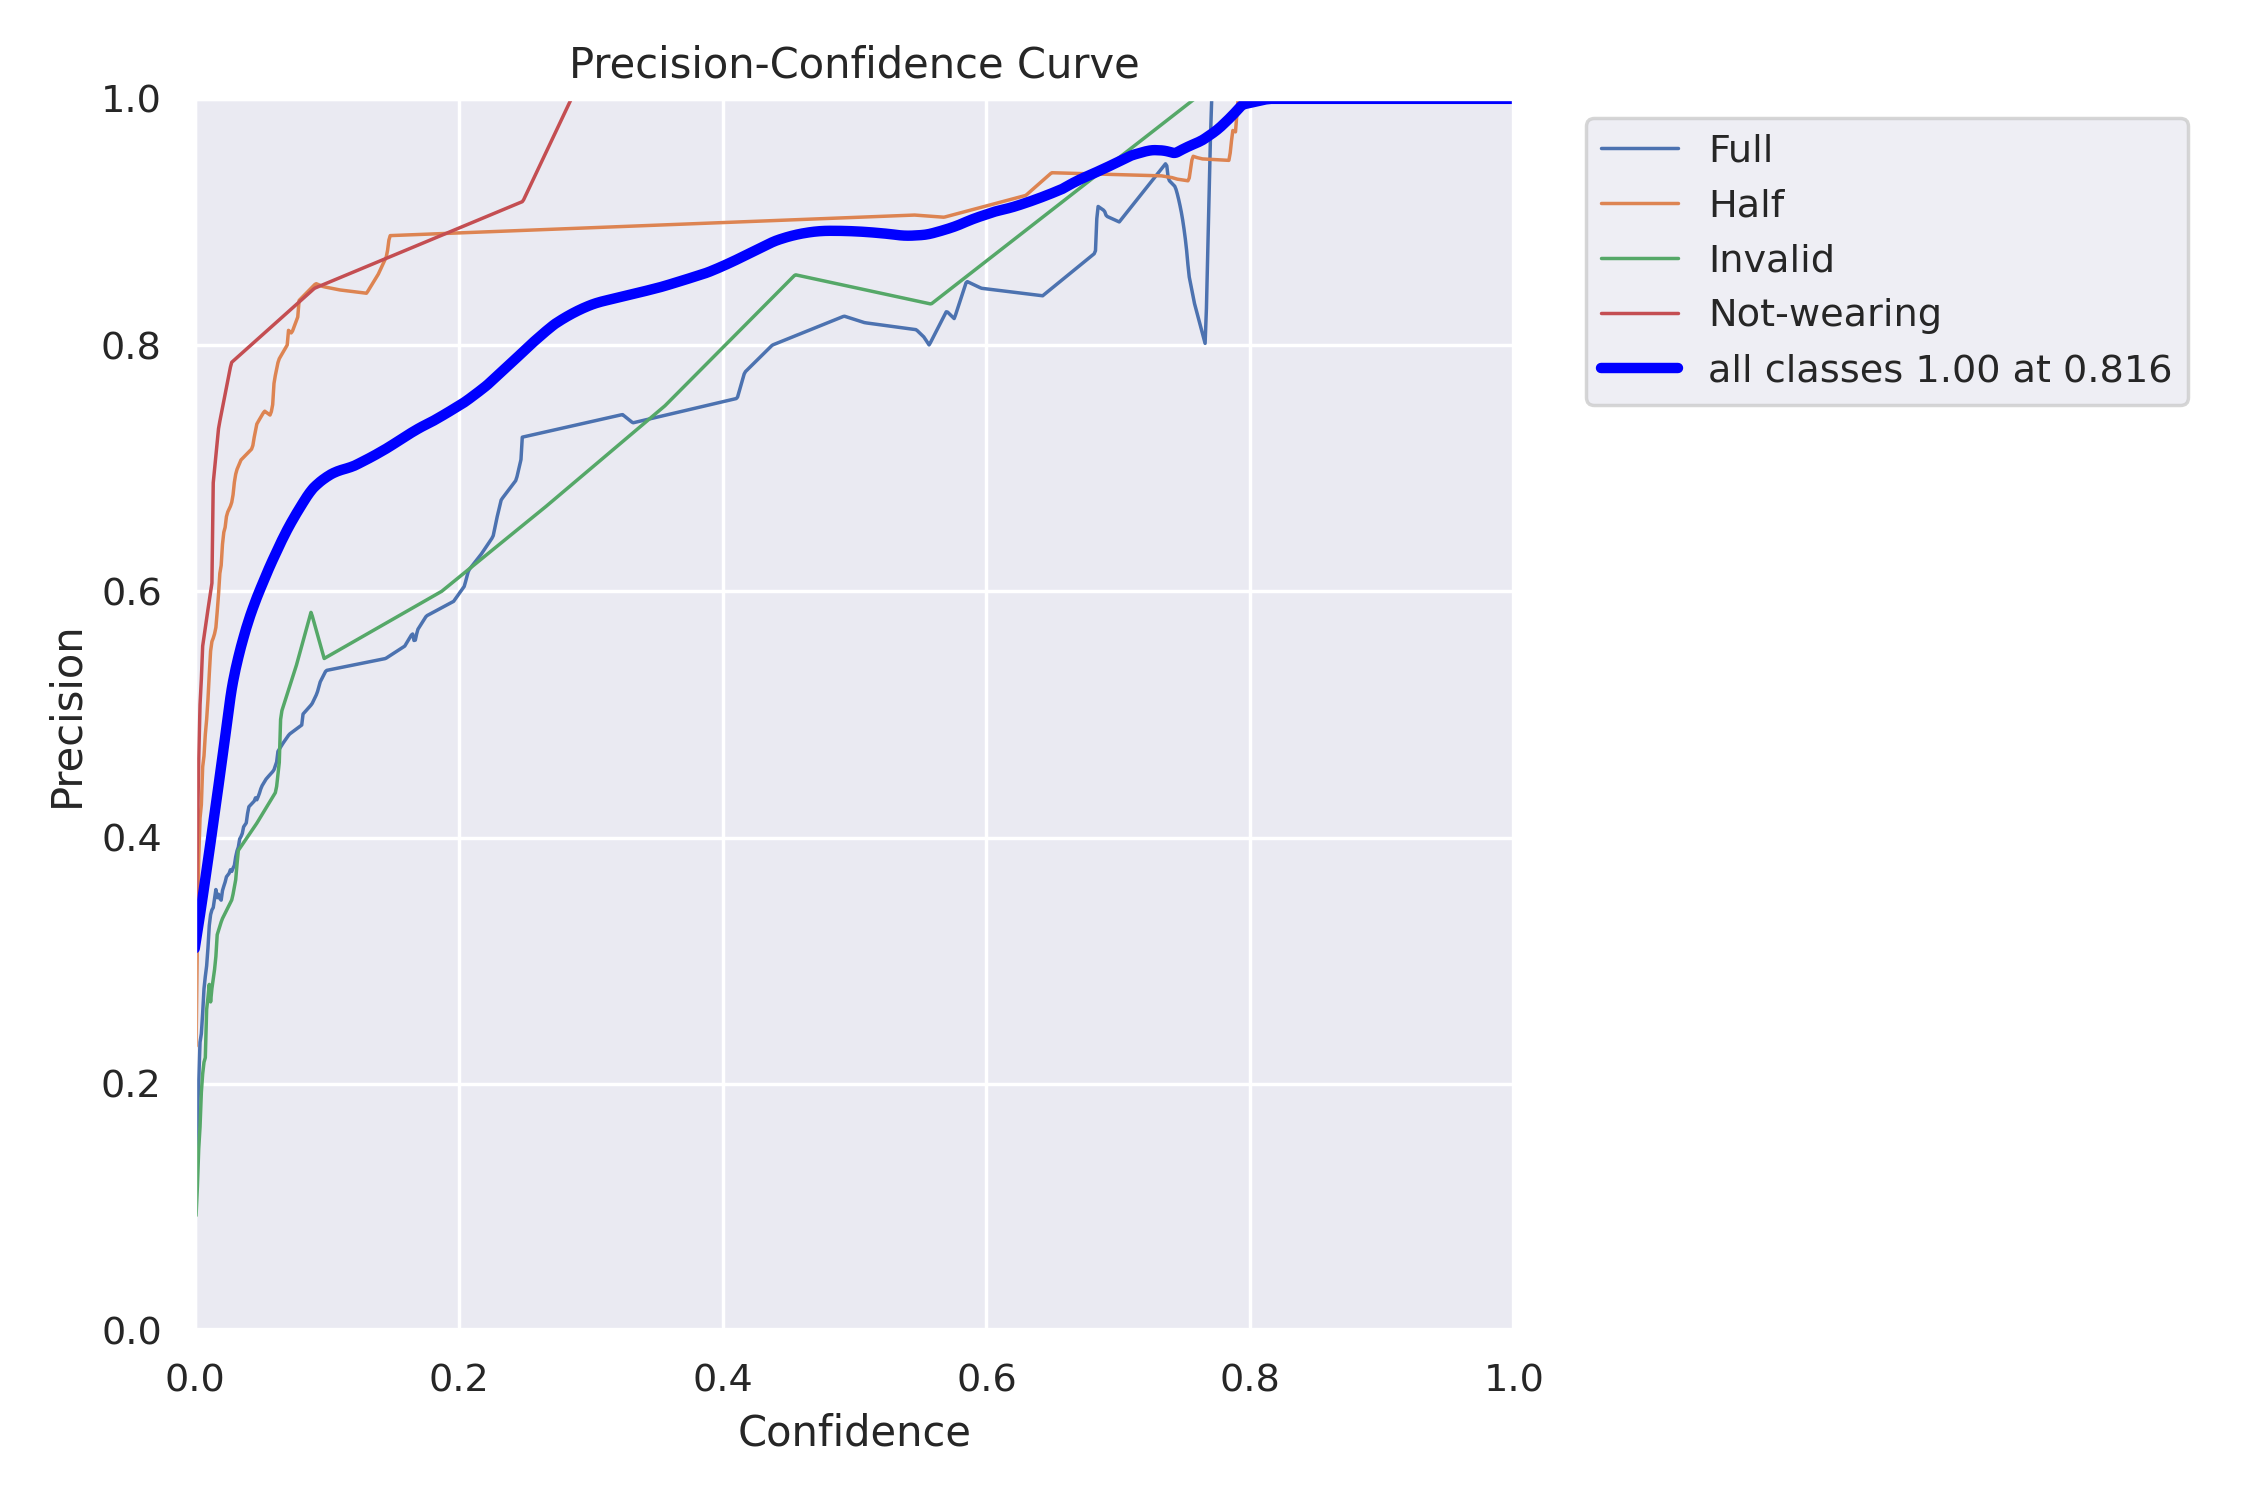 Precision-Confidence Curve
1.0
0.8
0.6
0.4
0.2
0.0
Precision
0.0 0.2 0.4 0.6 0.8 1.0
Confidence
Full
Half
Invalid
Not-wearing
all classes 1.00 at 0.816